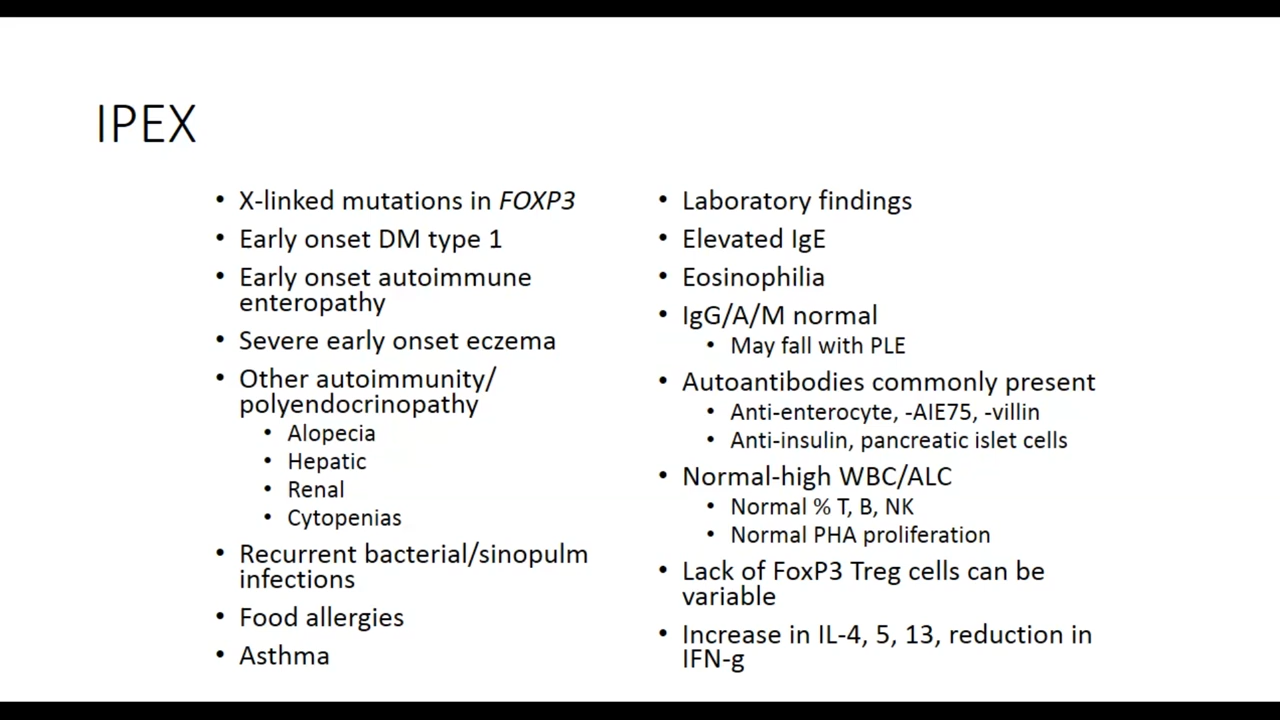 IPEX
• X-linked mutations in FOXP3
• Early onset DM type 1
• Early onset autoimmune
enteropathy
• Severe early onset eczema
• Other autoimmunity/
polyendocrinopathy
• Alopecia
• Hepatic
• Renal
• Cytopenias
• Recurrent bacterial/sinopulm
infections
• Food allergies
• Asthma
• Laboratory findings
• Elevated IgE
• Eosinophilia
• IgG/A/M normal
• May fall with PLE
• Autoantibodies commonly present
• Anti-enterocyte, -AIE75, -villin
• Anti-insulin, pancreatic islet cells
• Normal-high WBC/ALC
• Normal % T, B, NK
• Normal PHA proliferation
• Lack of FoxP3 Treg cells can be
variable
• Increase in IL-4, 5, 13, reduction in
IFN-g